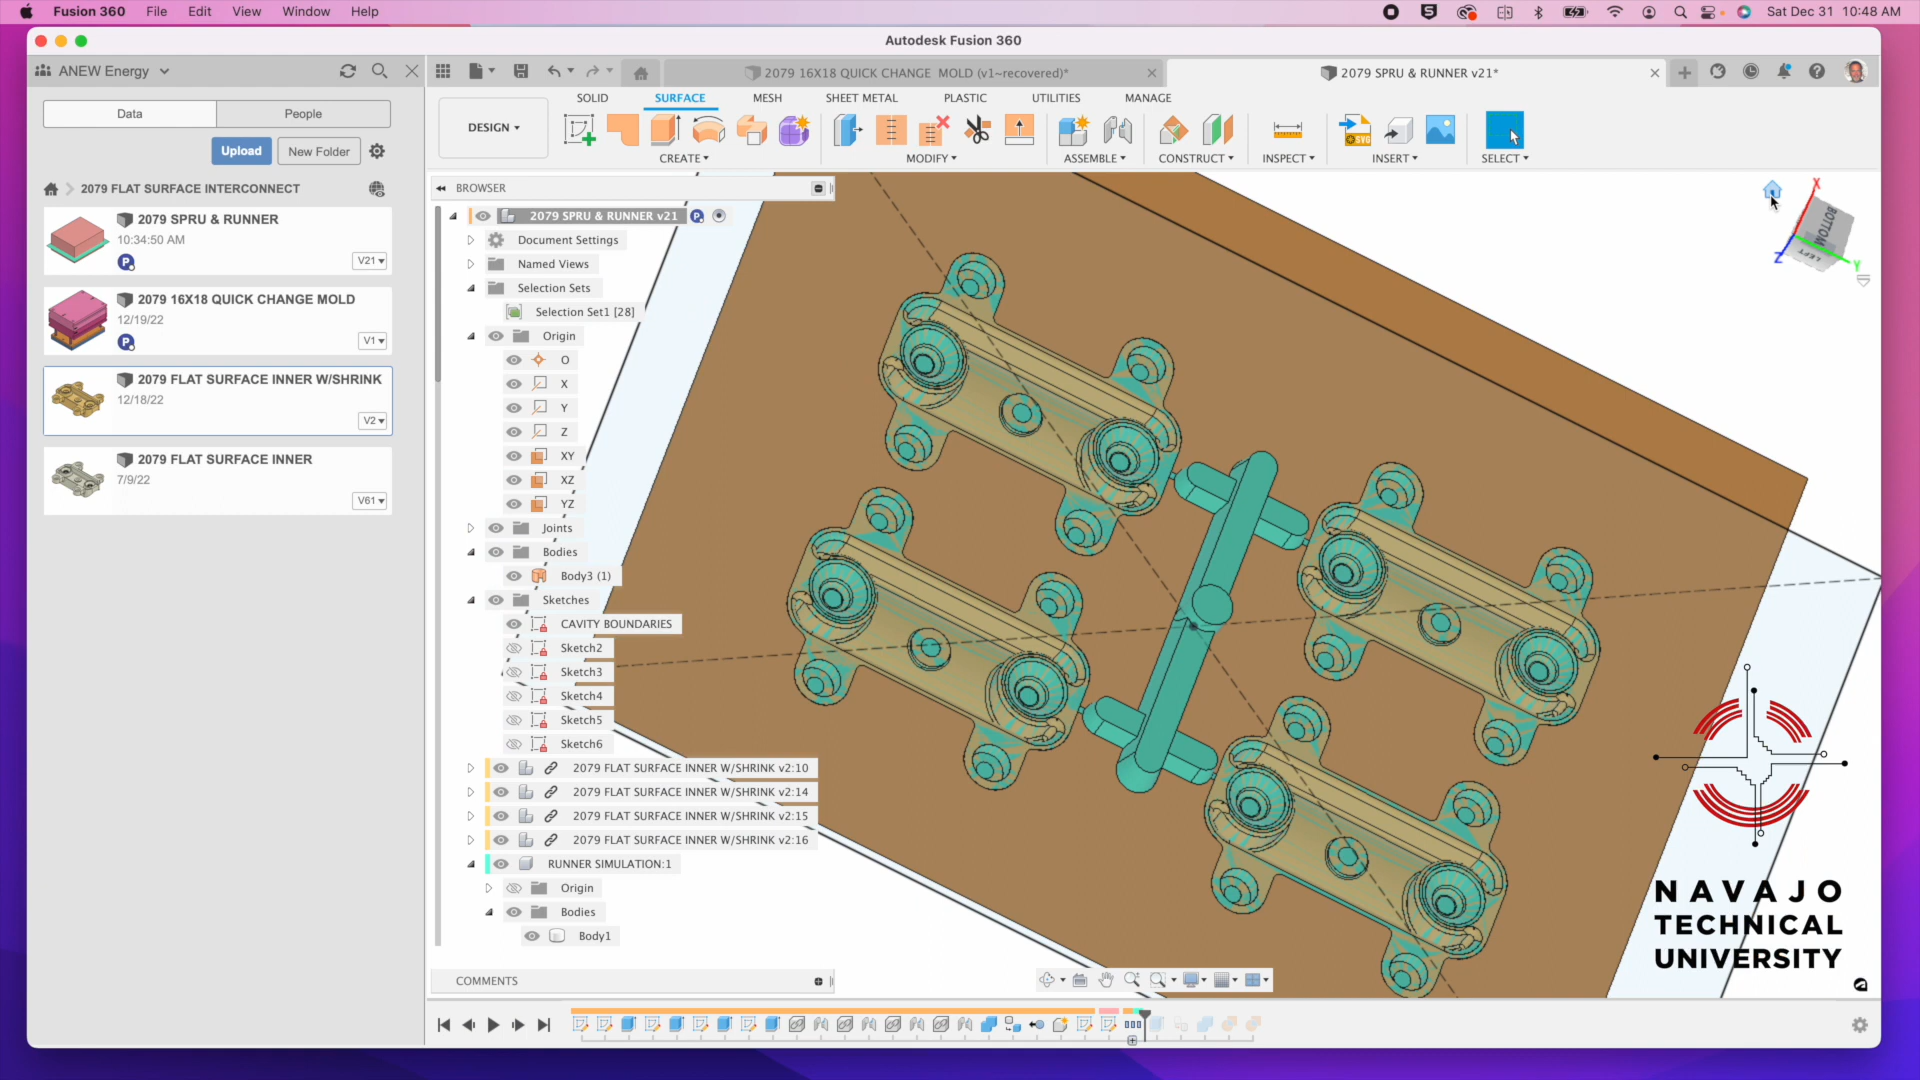 Fusion 360 File Edit View Window Help Sat Dec 31 10:48 AM
Autodesk Fusion 360
ANEW Energy
2079 16X18 QUICK CHANGE MOLD (v1~recovered)*
2079 SPRU & RUNNER v21*
Data People
Upload New Folder
2079 FLAT SURFACE INTERCONNECT
2079 SPRU & RUNNER
10:34:50 AM
P
V21
2079 16X18 QUICK CHANGE MOLD
12/19/22
P
V1
2079 FLAT SURFACE INNER W/SHRINK
12/18/22
V2
2079 FLAT SURFACE INNER
7/9/22
V61
SOLID SURFACE MESH SHEET METAL PLASTIC UTILITIES MANAGE
DESIGN
CREATE MODIFY ASSEMBLE CONSTRUCT INSPECT INSERT SELECT
SVG
BROWSER
2079 SPRU & RUNNER v21 P
Document Settings
Named Views
Selection Sets
Selection Set1 [28]
Origin
O
X
Y
Z
XY
XZ
YZ
Joints
Bodies
Body3 (1)
Sketches
CAVITY BOUNDARIES
Sketch2
Sketch3
Sketch4
Sketch5
Sketch6
2079 FLAT SURFACE INNER W/SHRINK v2:10
2079 FLAT SURFACE INNER W/SHRINK v2:14
2079 FLAT SURFACE INNER W/SHRINK v2:15
2079 FLAT SURFACE INNER W/SHRINK v2:16
RUNNER SIMULATION:1
Origin
Bodies
Body1
COMMENTS
X
BOTTOM
LEFT
Z
Y
NAVAJO
TECHNICAL
UNIVERSITY